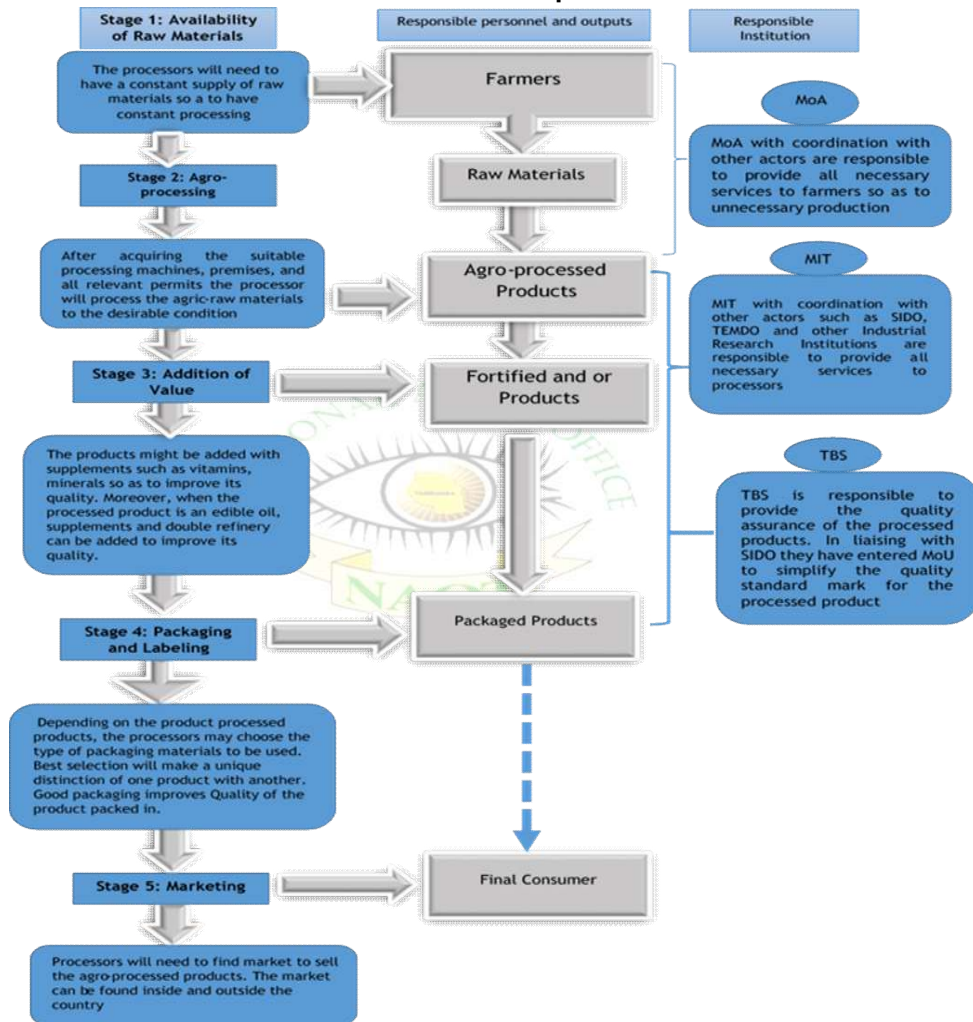 Stage 1: Availability
of Raw Materials
Responsible personnel and outputs
Responsible
Institution
The processors will need to
have a constant supply of raw
materials so a to have
constant processing
Farmers
MoA
MoA with coordination with
other actors are responsible
to provide all necessary
services to farmers so as to
unnecessary production
Stage 2: Agro-
processing
Raw Materials
After acquiring the suitable
processing machines, premises, and
all relevant permits the processor
will process the agric-raw materials
to the desirable condition
Agro-processed
Products
MIT
MIT with coordination with
other actors such as SIDO,
TEMDO and other Industrial
Research Institutions are
responsible to provide all
necessary services to
processors
Stage 3: Addition of
Value
Fortified and or
Products
The products might be added with
supplements such as vitamins,
minerals so as to improve its
quality. Moreover, when the
processed product is an edible oil,
supplements and double refinery
can be added to improve its
quality.
OFFICE
TBS
TBS is responsible to
provide the quality
assurance of the processed
products. In liaising with
SIDO they have entered MoU
to simplify the quality
standard mark for the
processed product
Stage 4: Packaging
and Labeling
Packaged Products
Depending on the product processed
products, the processors may choose the
type of packaging materials to be used.
Best selection will make a unique
distinction of one product with another.
Good packaging improves Quality of the
product packed in.
Stage 5: Marketing
Final Consumer
Processors will need to find market to sell
the agro-processed products. The market
can be found inside and outside the
country